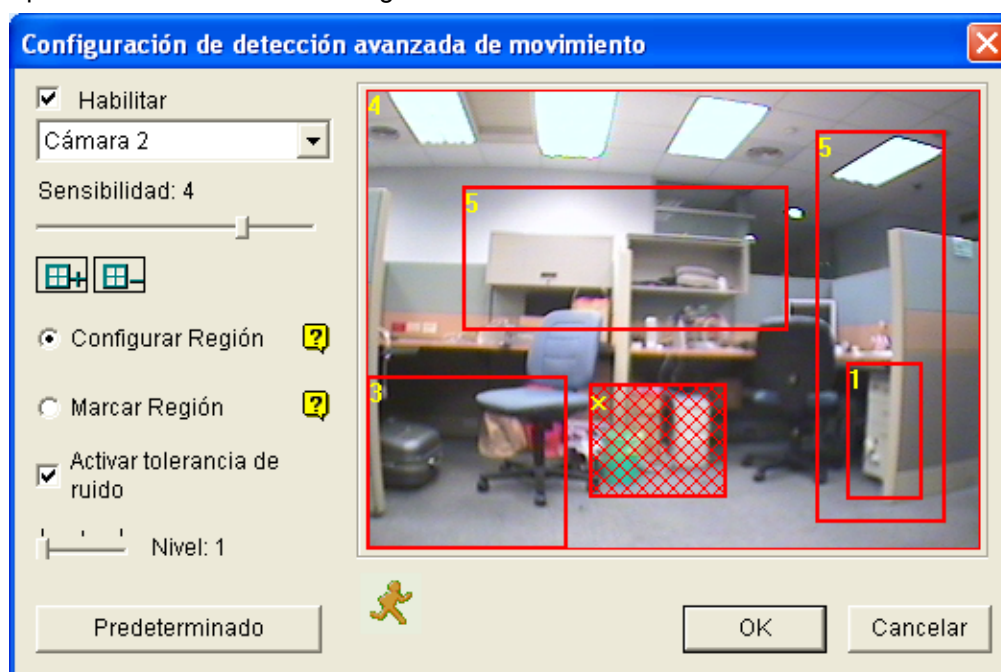 Configuración de detección avanzada de movimiento
Habilitar
Cámara 2
Sensibilidad: 4
Configurar Región
Marcar Región
Activar tolerancia de
ruido
Nivel: 1
Predeterminado
4
5
5
3
×
1
OK
Cancelar